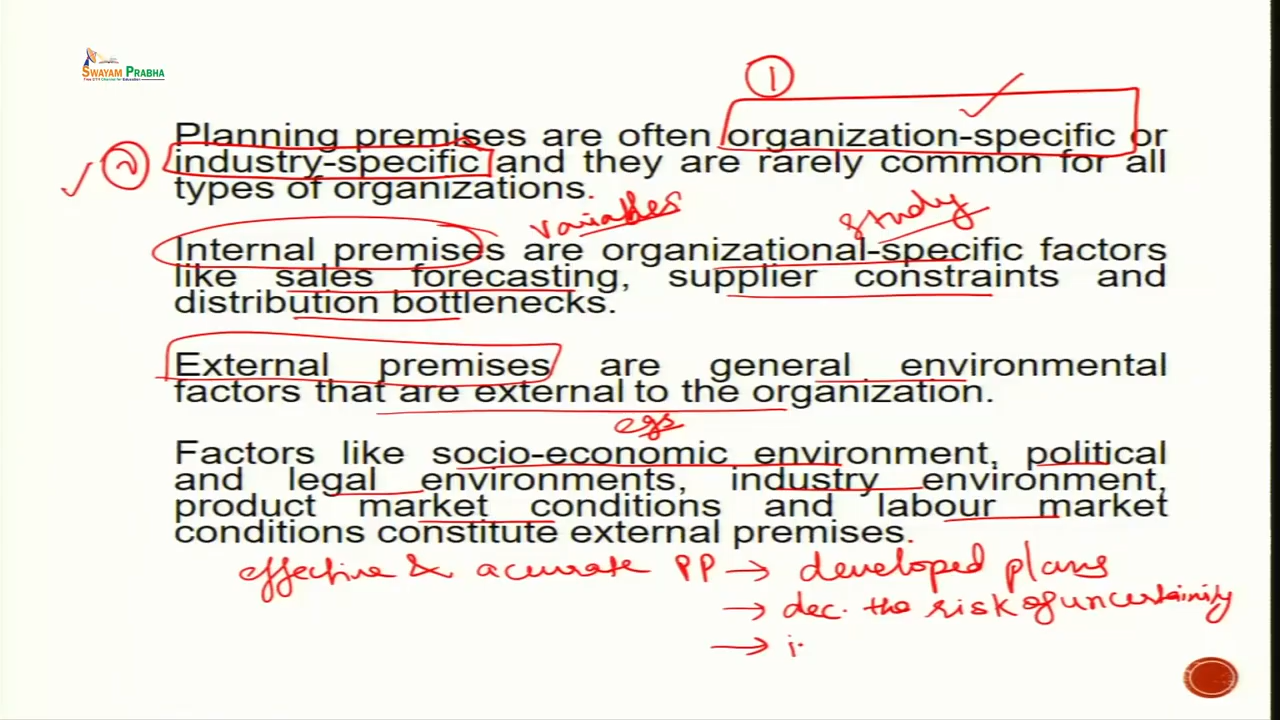 SWAYAM PRABHA
①
Planning premises are often organization-specific or
② industry-specific and they are rarely common for all
types of organizations.
variables study
Internal premises are organizational-specific factors
like sales forecasting, supplier constraints and
distribution bottlenecks.
External premises are general environmental
factors that are external to the organization.
egs
Factors like socio-economic environment, political
and legal environments, industry environment,
product market conditions and labour market
conditions constitute external premises.
effective & accurate PP → developed plans
→ dec. the risk of uncertainity
→ i